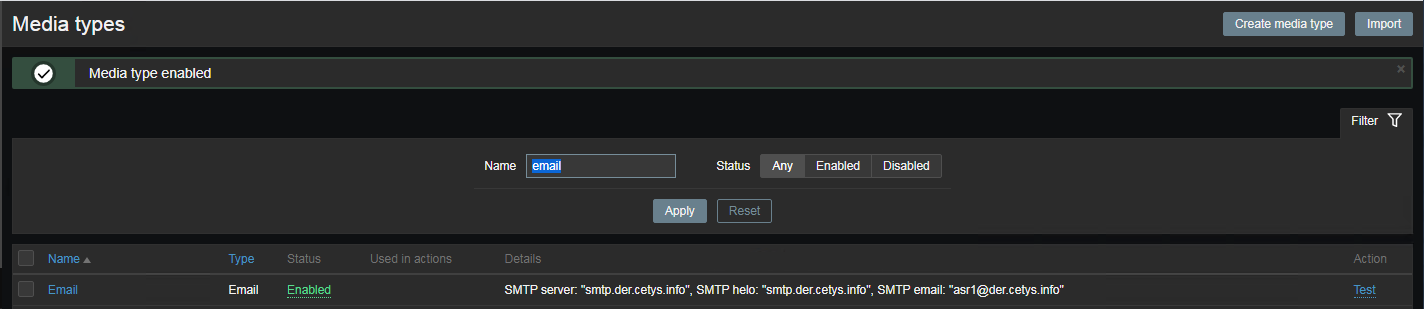 Media types Create media type Import
Media type enabled
Filter
Name email Status Any Enabled Disabled
Apply Reset
Name Type Status Used in actions Details Action
Email Email Enabled SMTP server: "smtp.der.cetys.info", SMTP helo: "smtp.der.cetys.info", SMTP email: "asr1@der.cetys.info" Test